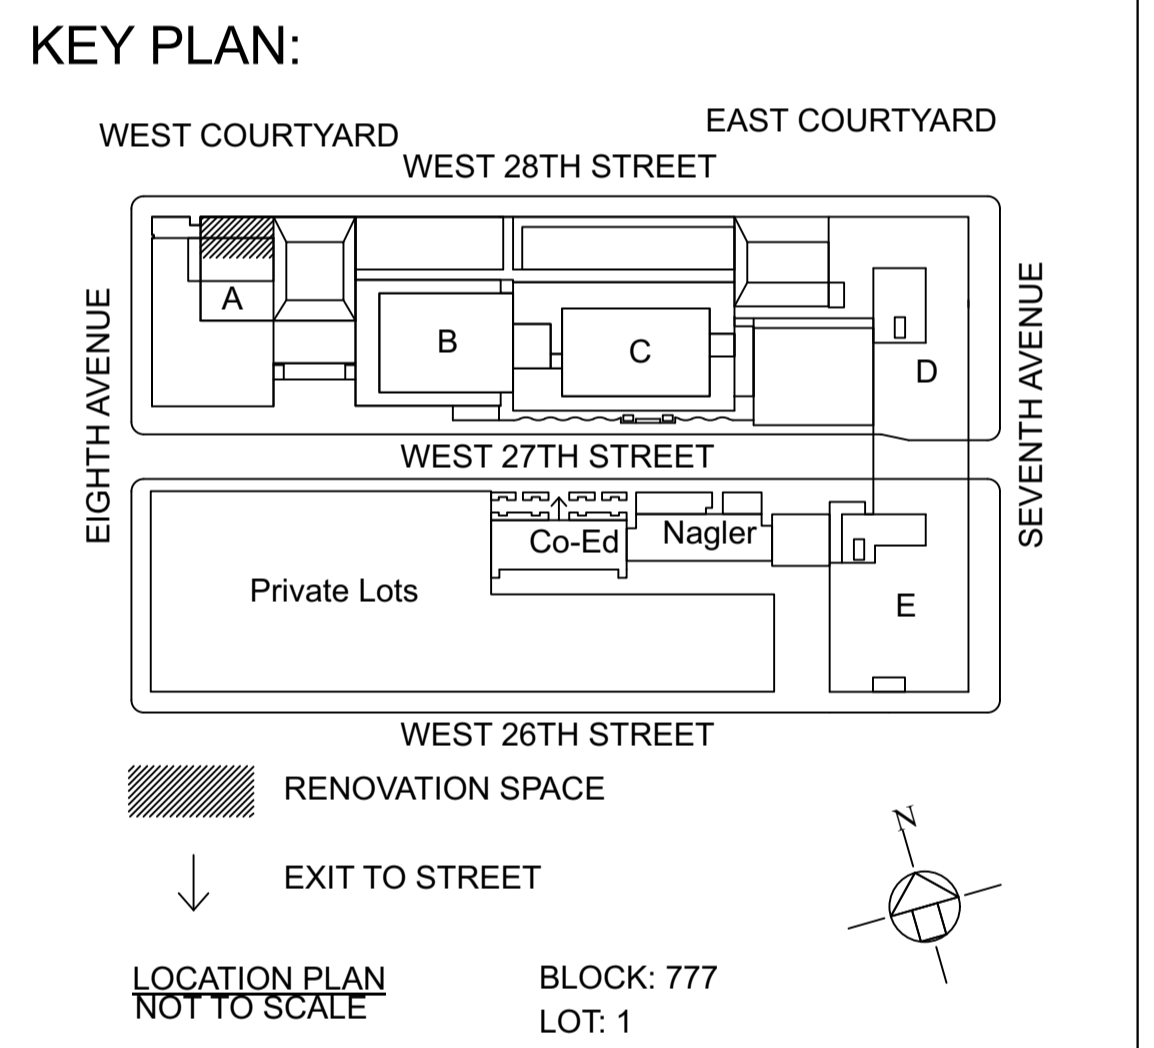 KEY PLAN:
WEST COURTYARD
EAST COURTYARD
WEST 28TH STREET
EIGHTH AVENUE
A
B
C
D
SEVENTH AVENUE
WEST 27TH STREET
Co-Ed
Nagler
Private Lots
E
WEST 26TH STREET
RENOVATION SPACE
N
EXIT TO STREET
LOCATION PLAN
NOT TO SCALE
BLOCK: 777
LOT: 1